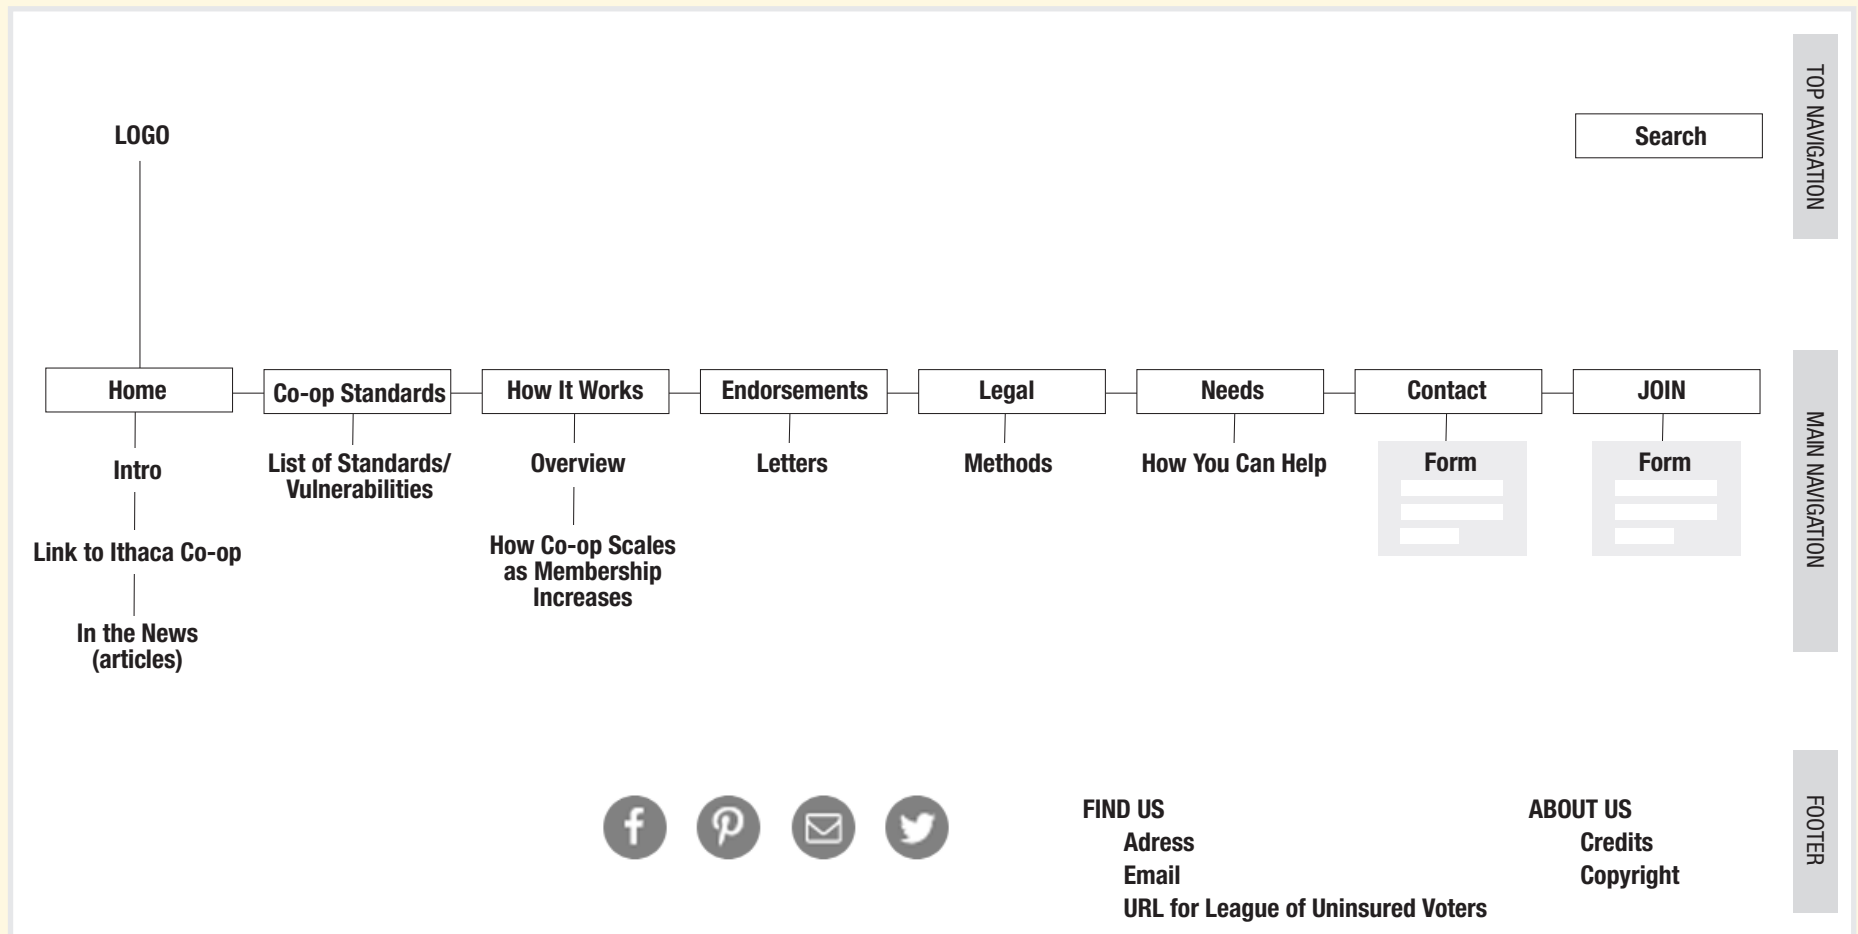 TOP NAVIGATION
LOGO
Search
MAIN NAVIGATION
Home
Co-op Standards
How It Works
Endorsements
Legal
Needs
Contact
JOIN
Intro
Link to Ithaca Co-op
In the News
(articles)
List of Standards/
Vulnerabilities
Overview
How Co-op Scales
as Membership
Increases
Letters
Methods
How You Can Help
Form
Form
FOOTER
FIND US
Adress
Email
URL for League of Uninsured Voters
ABOUT US
Credits
Copyright